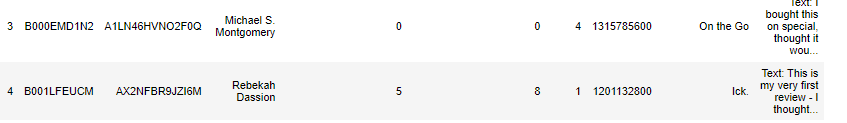 Text: I
bought this
on special,
thought it
wou...
3 B000EMD1N2 A1LN46HVNO2F0Q Michael S. Montgomery 0 0 4 1315785600 On the Go
Text: This is
my very first
review - I
thought...
4 B001LFEUCM AX2NFBR9JZI6M Rebekah Dassion 5 8 1 1201132800 Ick.